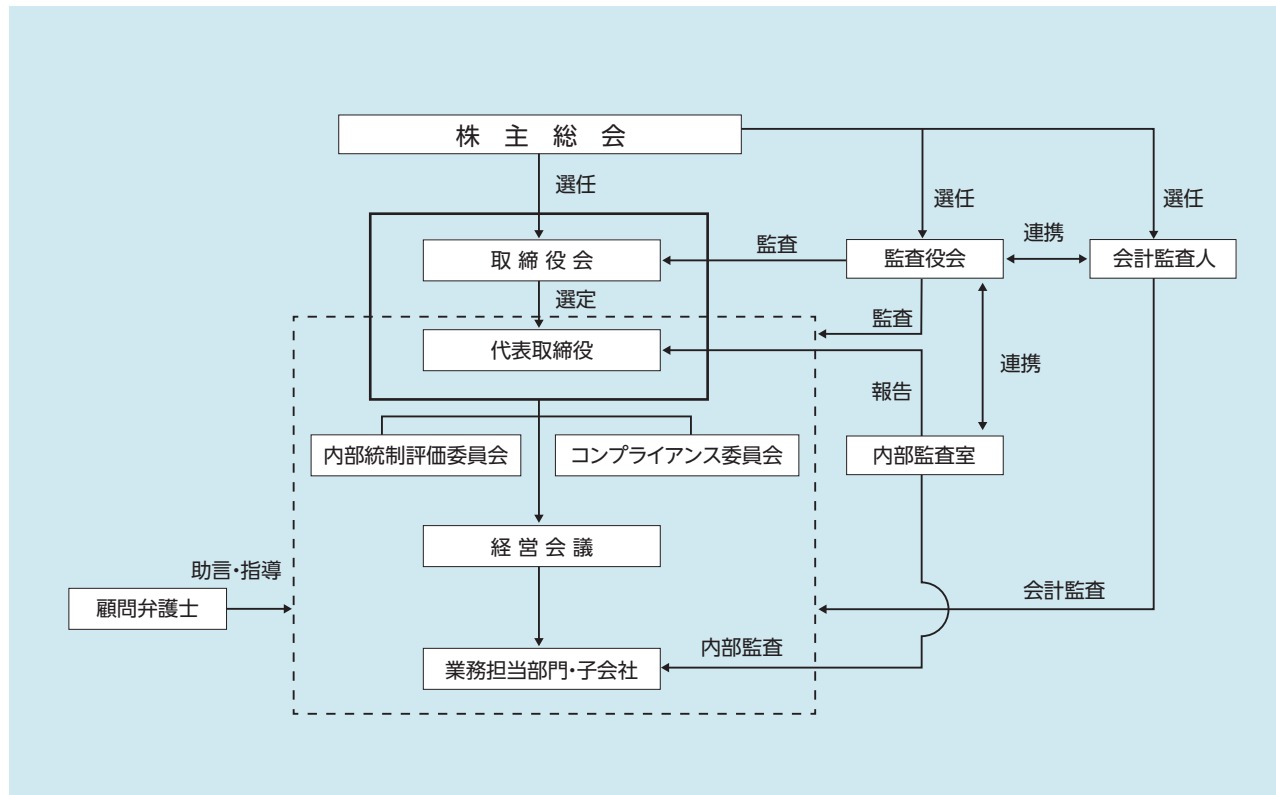 株主総会
選任
選任
選任
取締役会
監査
監査役会
連携
会計監査人
選定
監査
代表取締役
連携
報告
内部統制評価委員会
コンプライアンス委員会
内部監査室
経営会議
助言・指導
顧問弁護士
会計監査
内部監査
業務担当部門・子会社